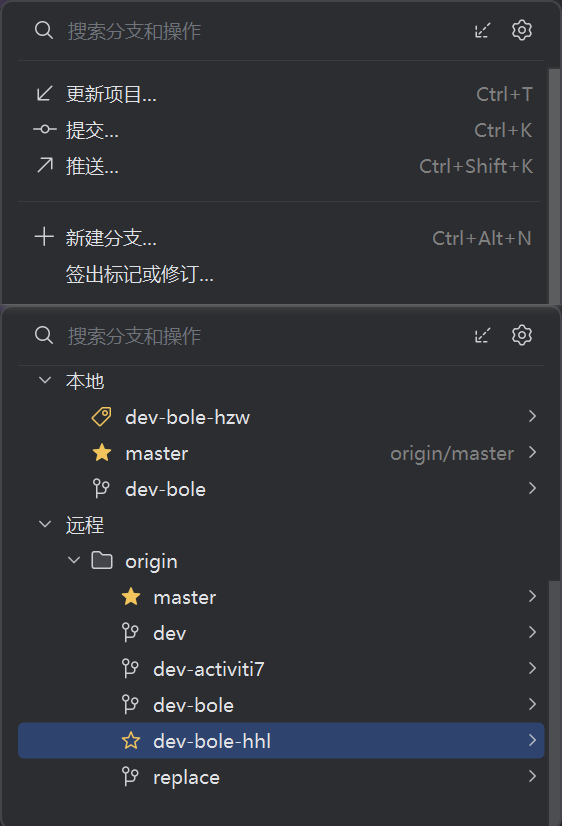 搜索分支和操作
更新项目... Ctrl+T
提交... Ctrl+K
推送... Ctrl+Shift+K
新建分支... Ctrl+Alt+N
签出标记或修订...
搜索分支和操作
本地
dev-bole-hzw
master origin/master
dev-bole
远程
origin
master
dev
dev-activiti7
dev-bole
dev-bole-hhl
replace